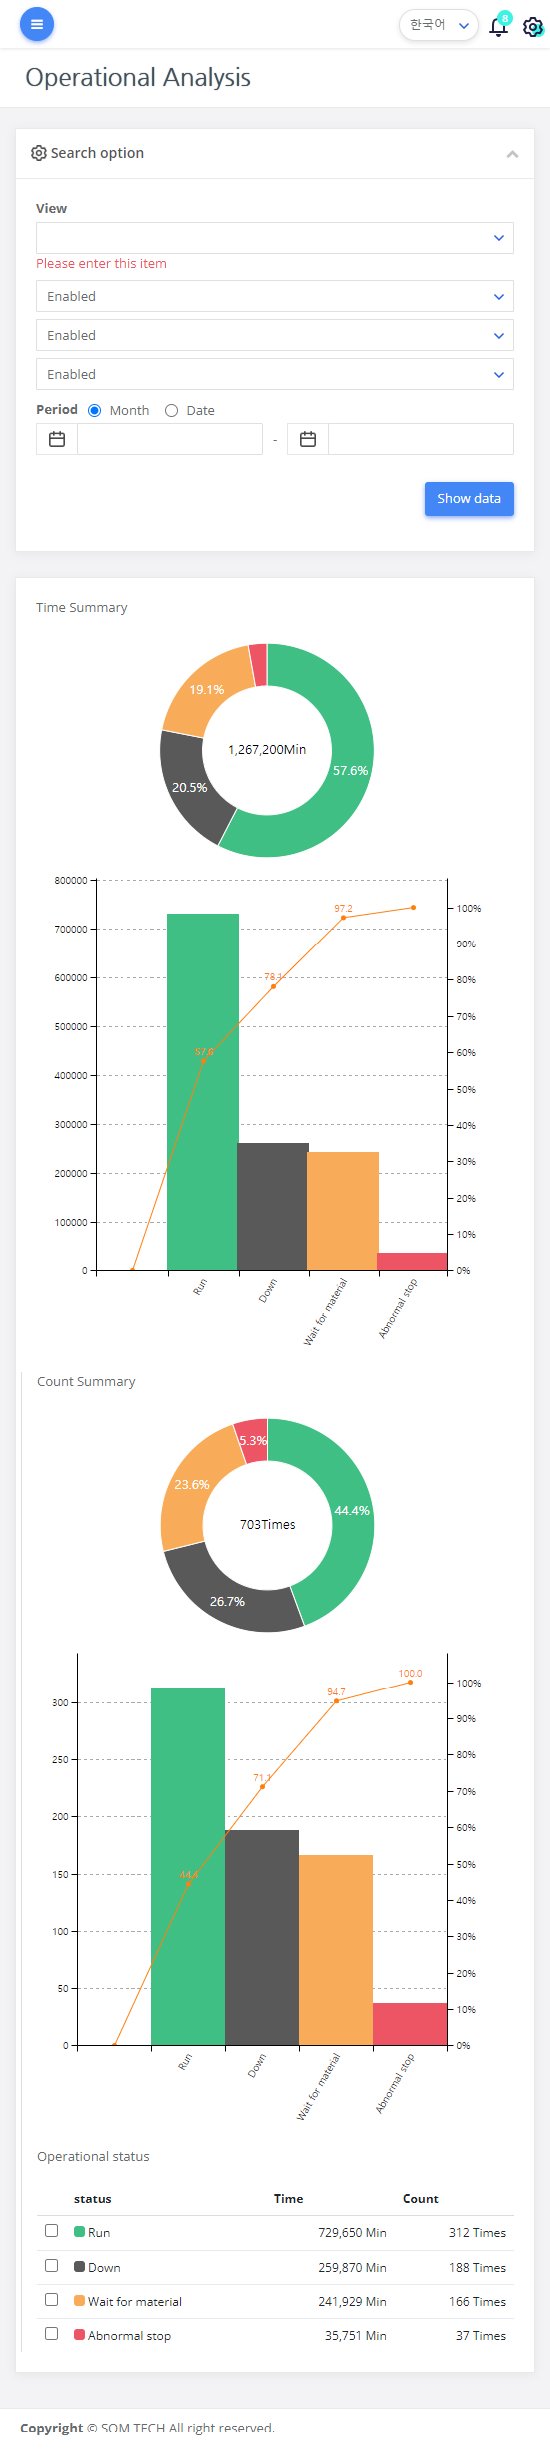 한국어
8
Operational Analysis
Search option
View
Please enter this item
Enabled
Enabled
Enabled
Period Month Date
-
Show data
Time Summary
19.1%
1,267,200Min
57.6%
20.5%
800000
97.2
100%
700000
90%
600000
78.1
80%
500000
70%
57.6
60%
400000
50%
300000
40%
200000
30%
20%
100000
10%
0
0%
Run
Down
Wait for material
Abnormal stop
Count Summary
5.3%
23.6%
44.4%
703Times
26.7%
100.0
94.7
100%
300
90%
250
80%
71.1
70%
200
60%
150
50%
44.4
40%
100
30%
50
20%
10%
0
0%
Run
Down
Wait for material
Abnormal stop
Operational status
status Time Count
Run 729,650 Min 312 Times
Down 259,870 Min 188 Times
Wait for material 241,929 Min 166 Times
Abnormal stop 35,751 Min 37 Times
Copyright © SOM TECH All right reserved.